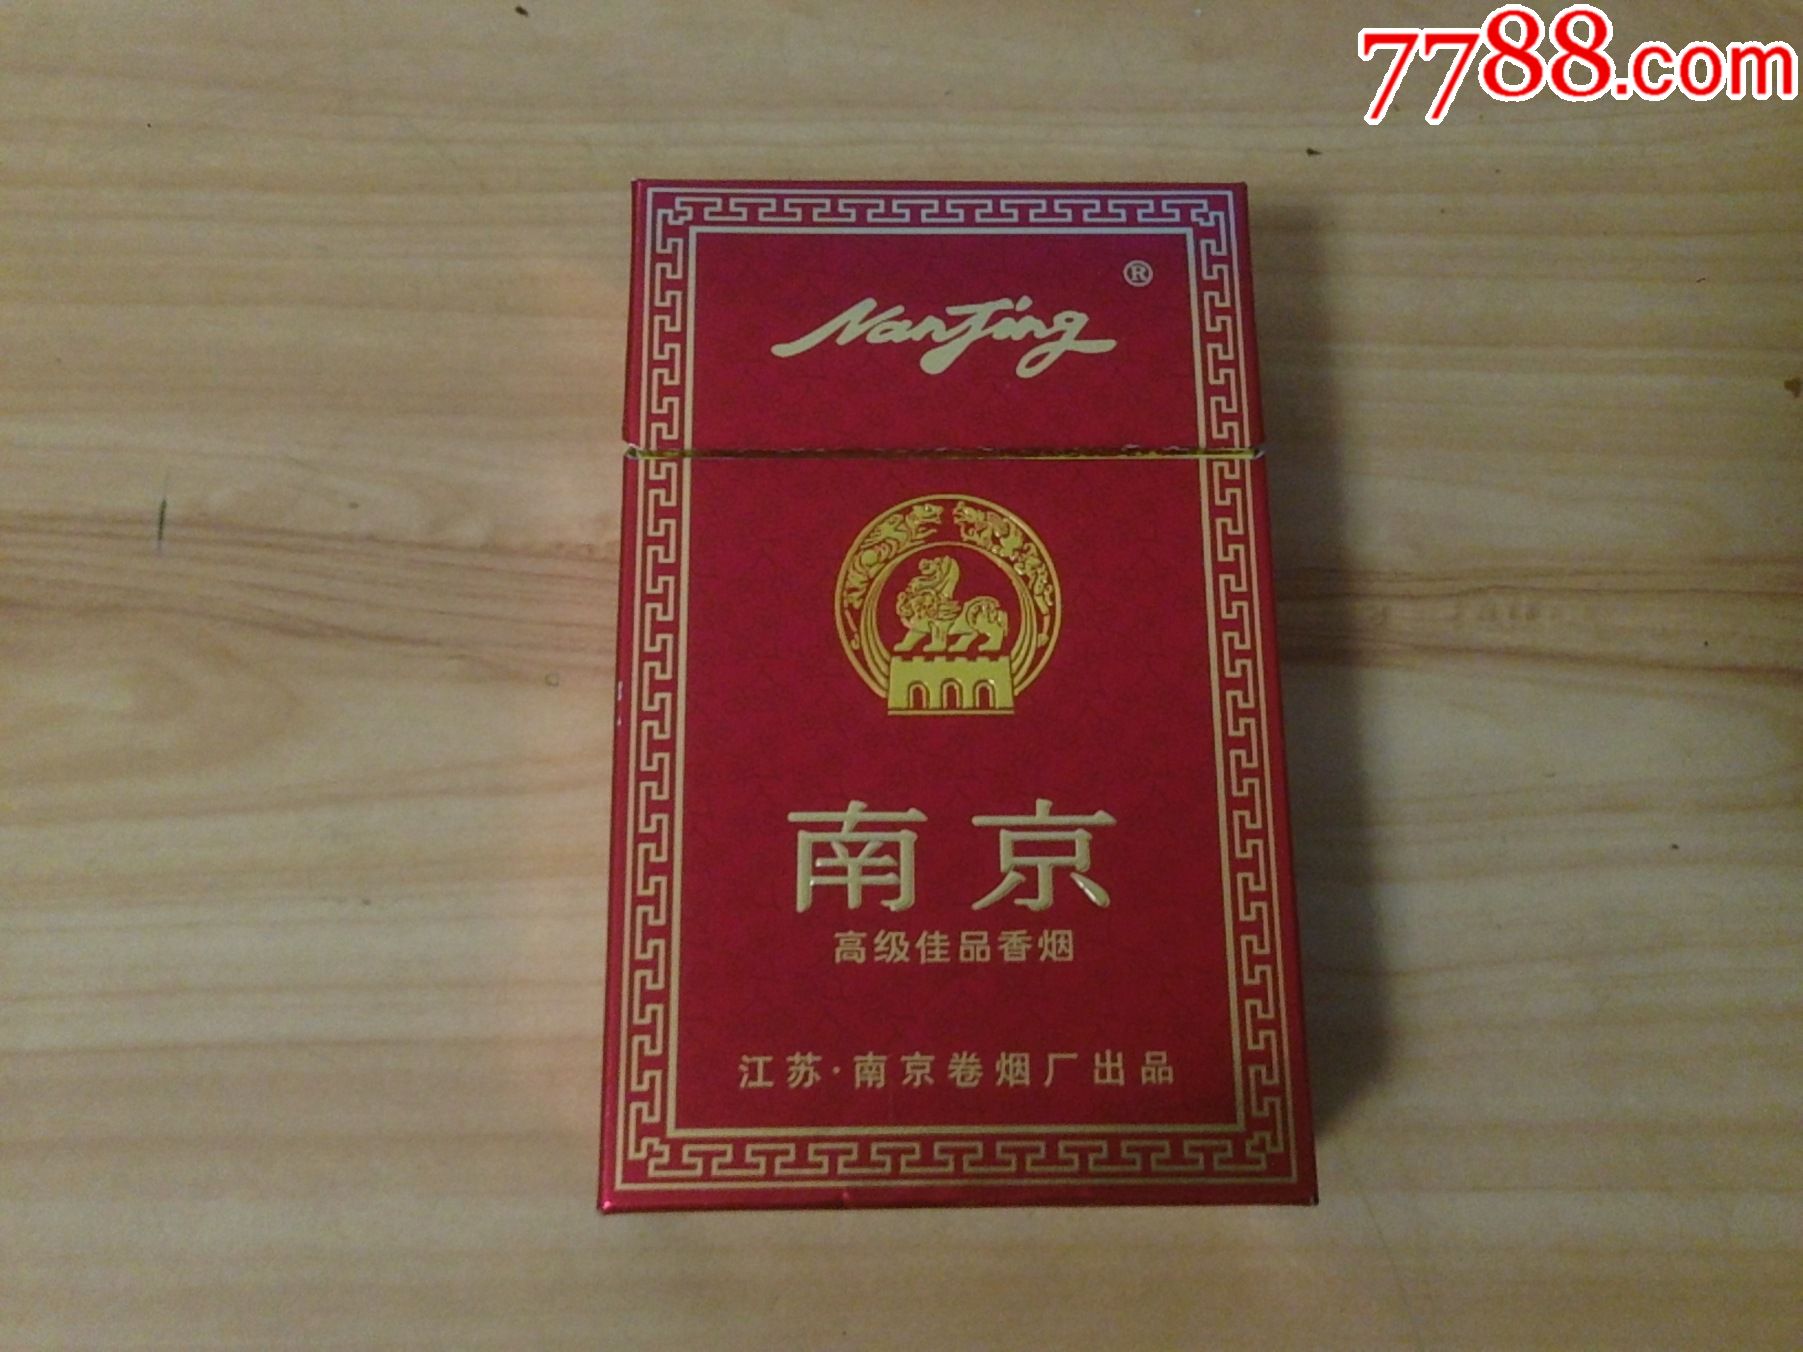 7788.com
®
NanJing
南京
高级佳品香烟
江苏·南京卷烟厂出品